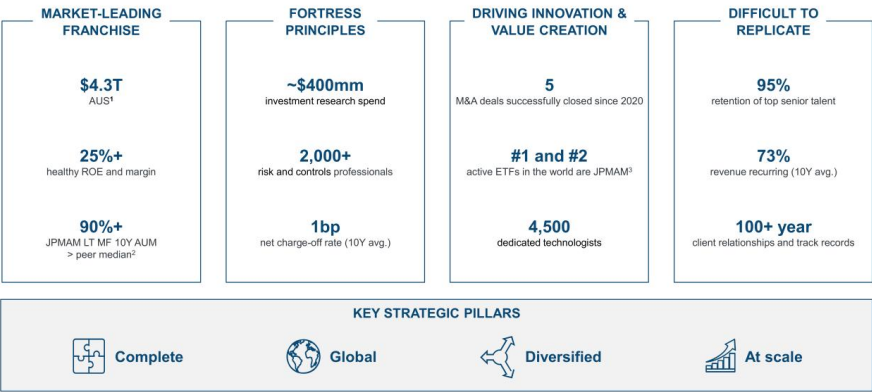 MARKET-LEADING
FRANCHISE
$4.3T
AUS¹
25%+
healthy ROE and margin
90%+
JPMAM LT MF 10Y AUM
> peer median²
FORTRESS
PRINCIPLES
~$400mm
investment research spend
2,000+
risk and controls professionals
1bp
net charge-off rate (10Y avg.)
DRIVING INNOVATION &
VALUE CREATION
5
M&A deals successfully closed since 2020
#1 and #2
active ETFs in the world are JPMAM³
4,500
dedicated technologists
DIFFICULT TO
REPLICATE
95%
retention of top senior talent
73%
revenue recurring (10Y avg.)
100+ year
client relationships and track records
KEY STRATEGIC PILLARS
Complete
Global
Diversified
At scale